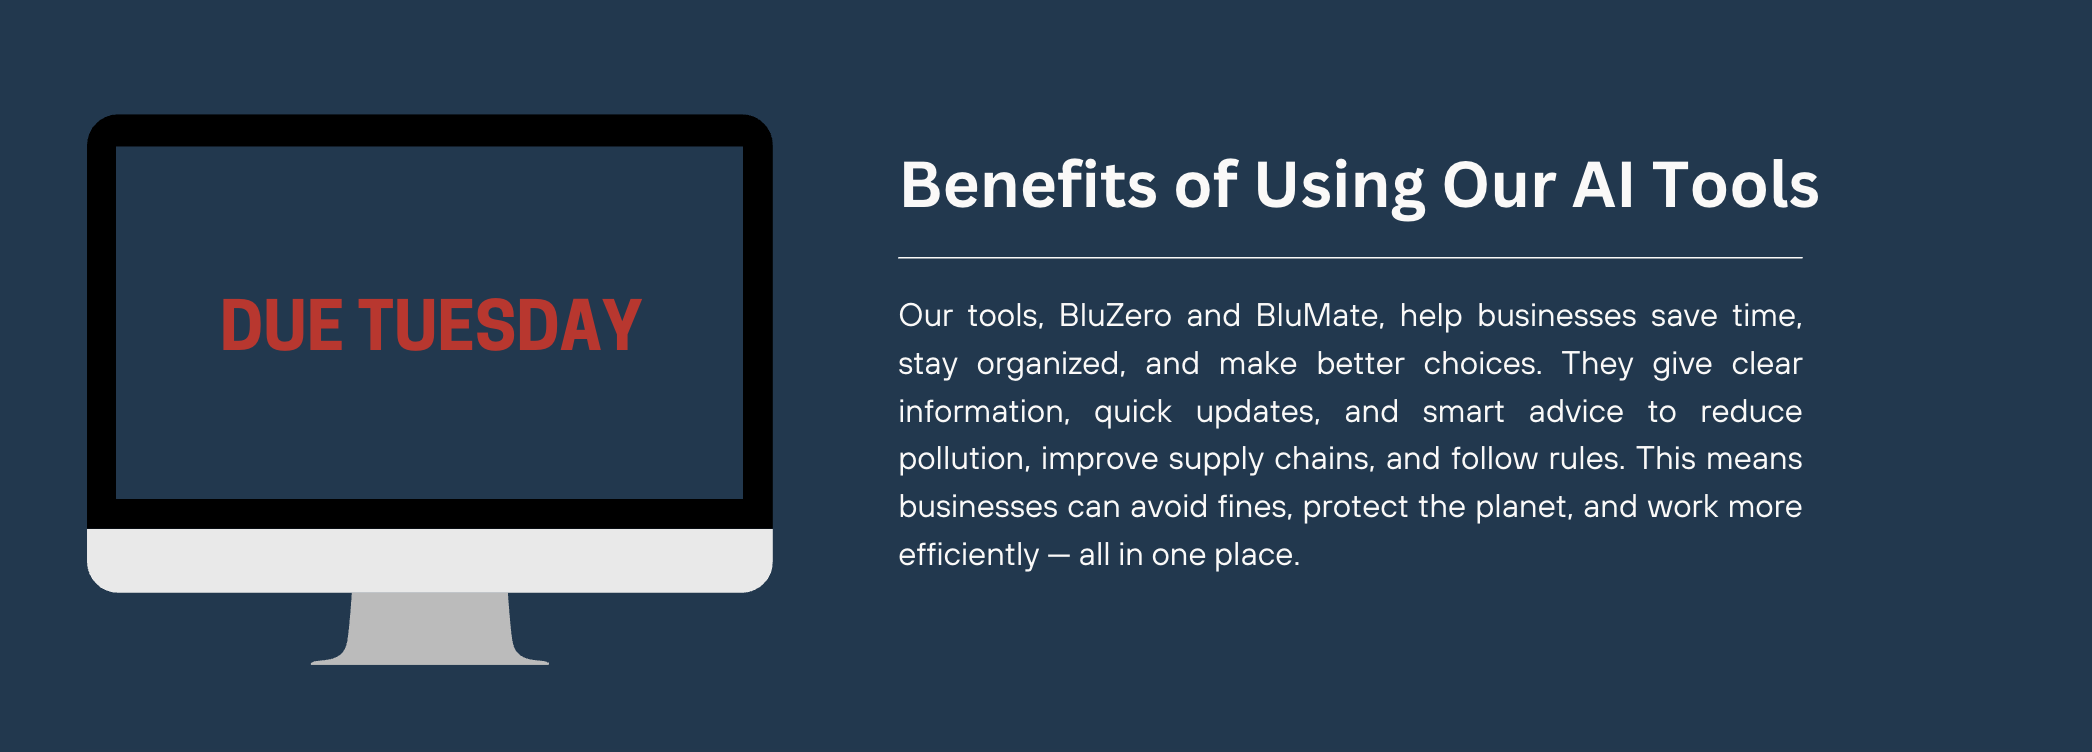 DUE TUESDAY
Benefits of Using Our AI Tools
Our tools, BluZero and BluMate, help businesses save time,
stay organized, and make better choices. They give clear
information, quick updates, and smart advice to reduce
pollution, improve supply chains, and follow rules. This means
businesses can avoid fines, protect the planet, and work more
efficiently — all in one place.